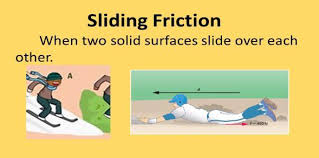 Sliding Friction
When two solid surfaces slide over each
other.
A